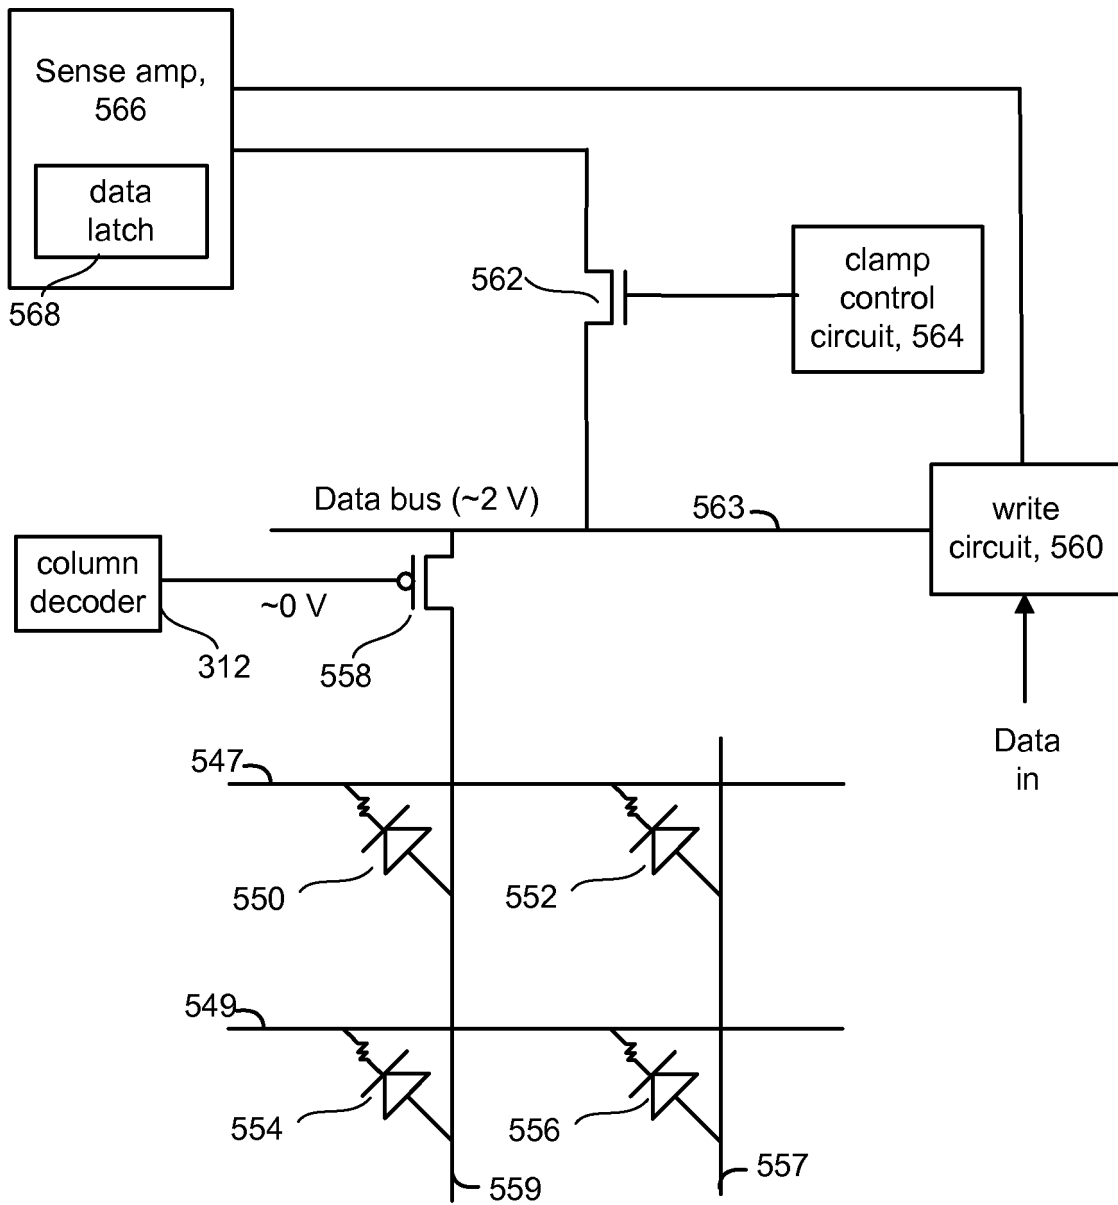 Sense amp,
566
data
latch
568
562
clamp
control
circuit, 564
Data bus (~2 V)
563
write
circuit, 560
column
decoder
~0 V
312
558
Data
in
547
550
552
549
554
556
559
557